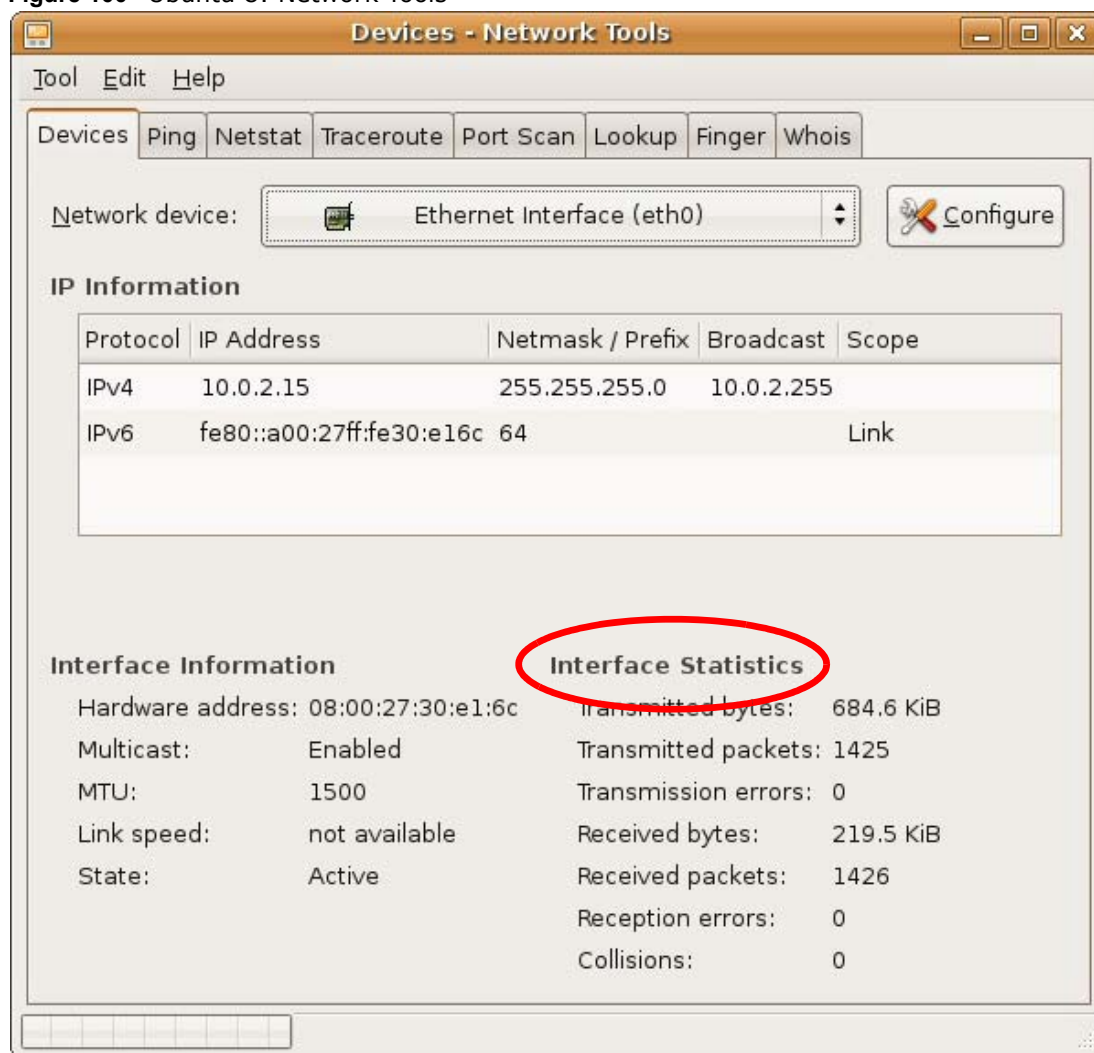 Devices - Network Tools
Tool Edit Help
Devices Ping Netstat Traceroute Port Scan Lookup Finger Whois
Network device: Ethernet Interface (eth0) Configure
IP Information
Protocol IP Address Netmask / Prefix Broadcast Scope
IPv4 10.0.2.15 255.255.255.0 10.0.2.255
IPv6 fe80::a00:27ff:fe30:e16c 64 Link
Interface Information Interface Statistics
Hardware address: 08:00:27:30:e1:6c Transmitted bytes: 684.6 KiB
Multicast: Enabled Transmitted packets: 1425
MTU: 1500 Transmission errors: 0
Link speed: not available Received bytes: 219.5 KiB
State: Active Received packets: 1426
Reception errors: 0
Collisions: 0